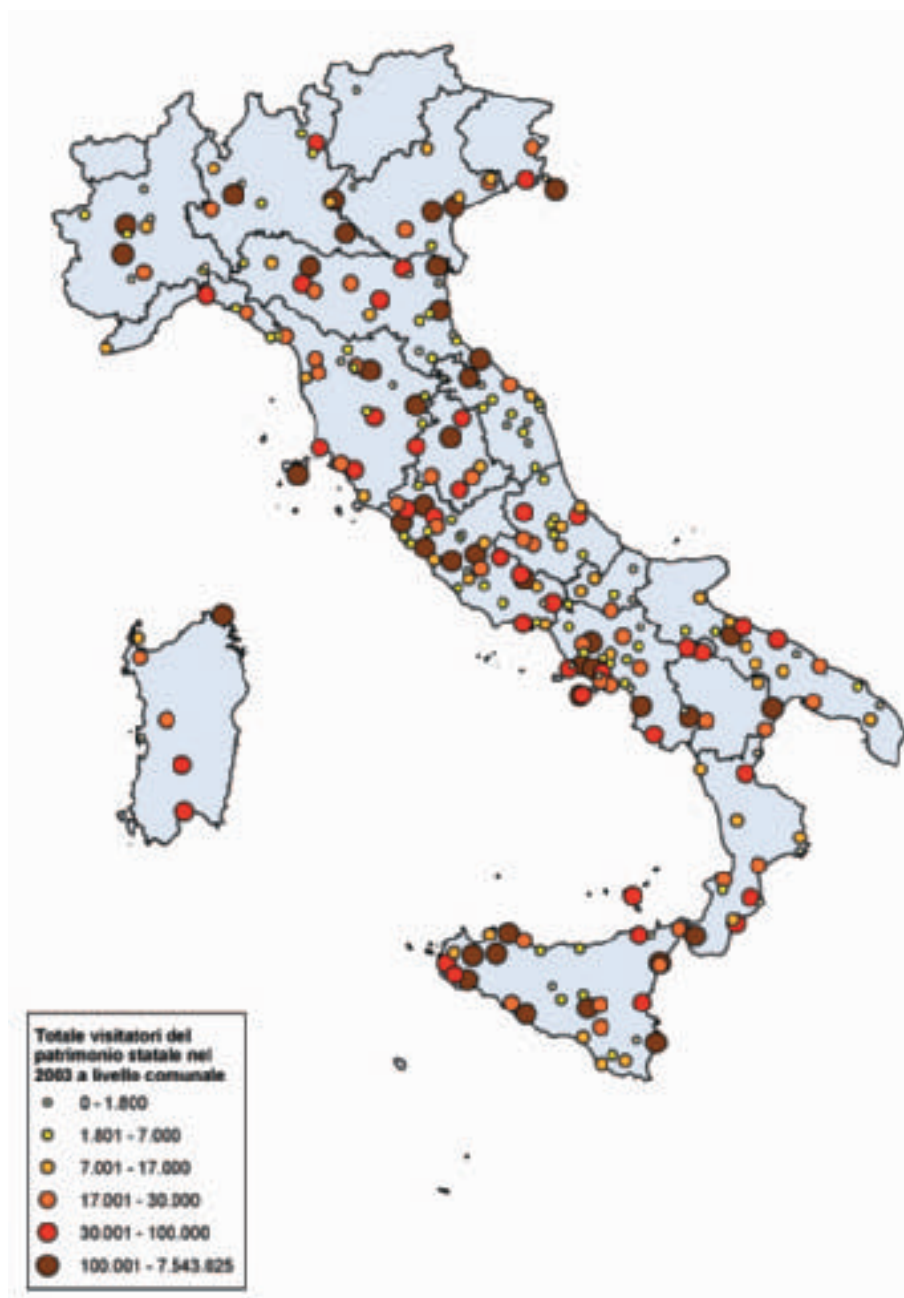 Totale visitatori del
patrimonio statale nel
2003 a livello comunale
0 - 1.800
1.801 - 7.000
7.001 - 17.000
17.001 - 30.000
30.001 - 100.000
100.001 - 7.543.825